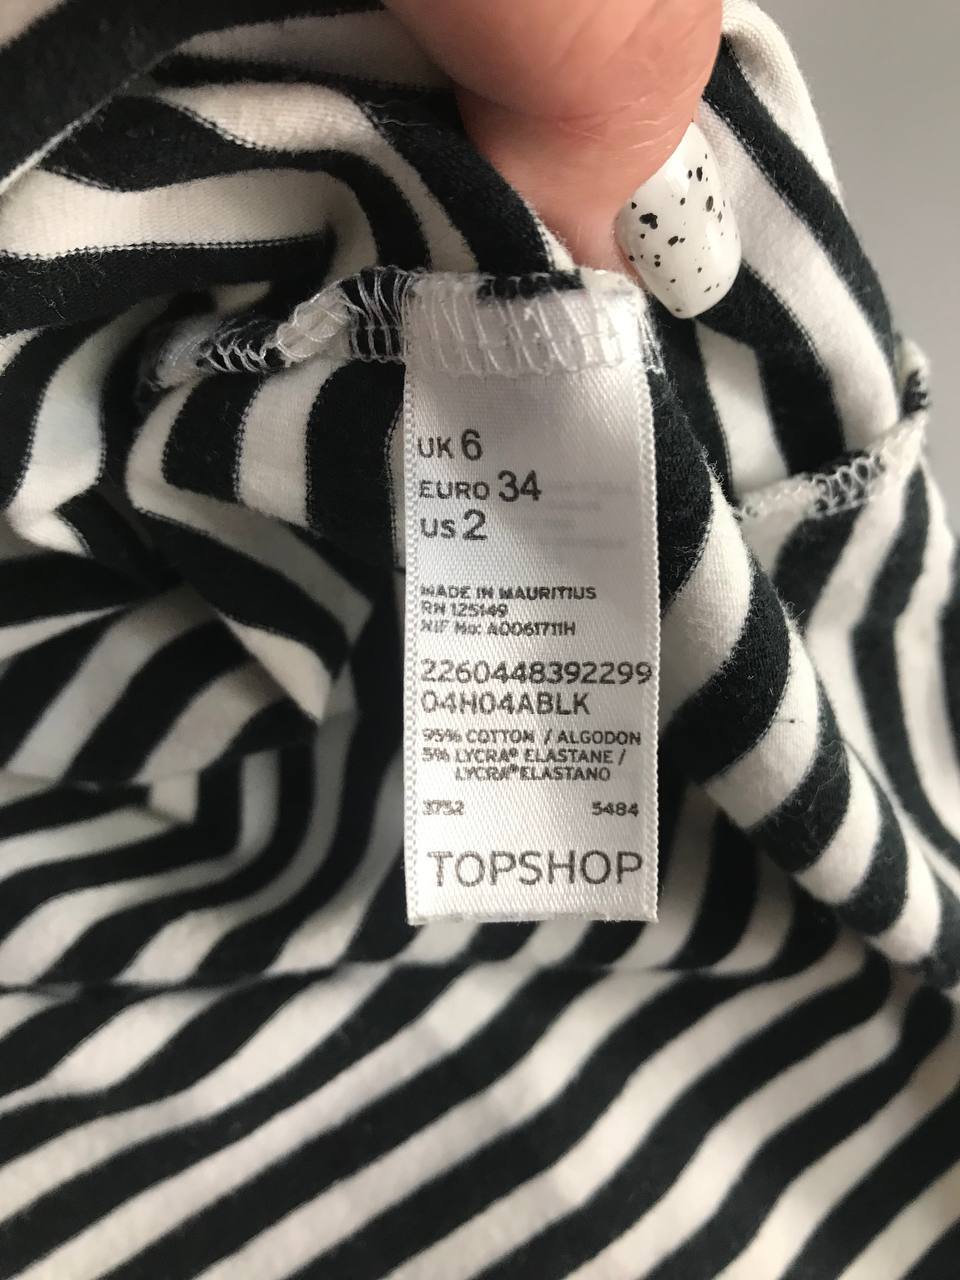 UK 6
EURO 34
US 2
MADE IN MAURITIUS
RN 125149
NIF No: A0061711H
2260448392299
04H04ABLK
95% COTTON / ALGODON
5% LYCRA® ELASTANE /
LYCRA® ELASTANO
3752 5484
TOPSHOP